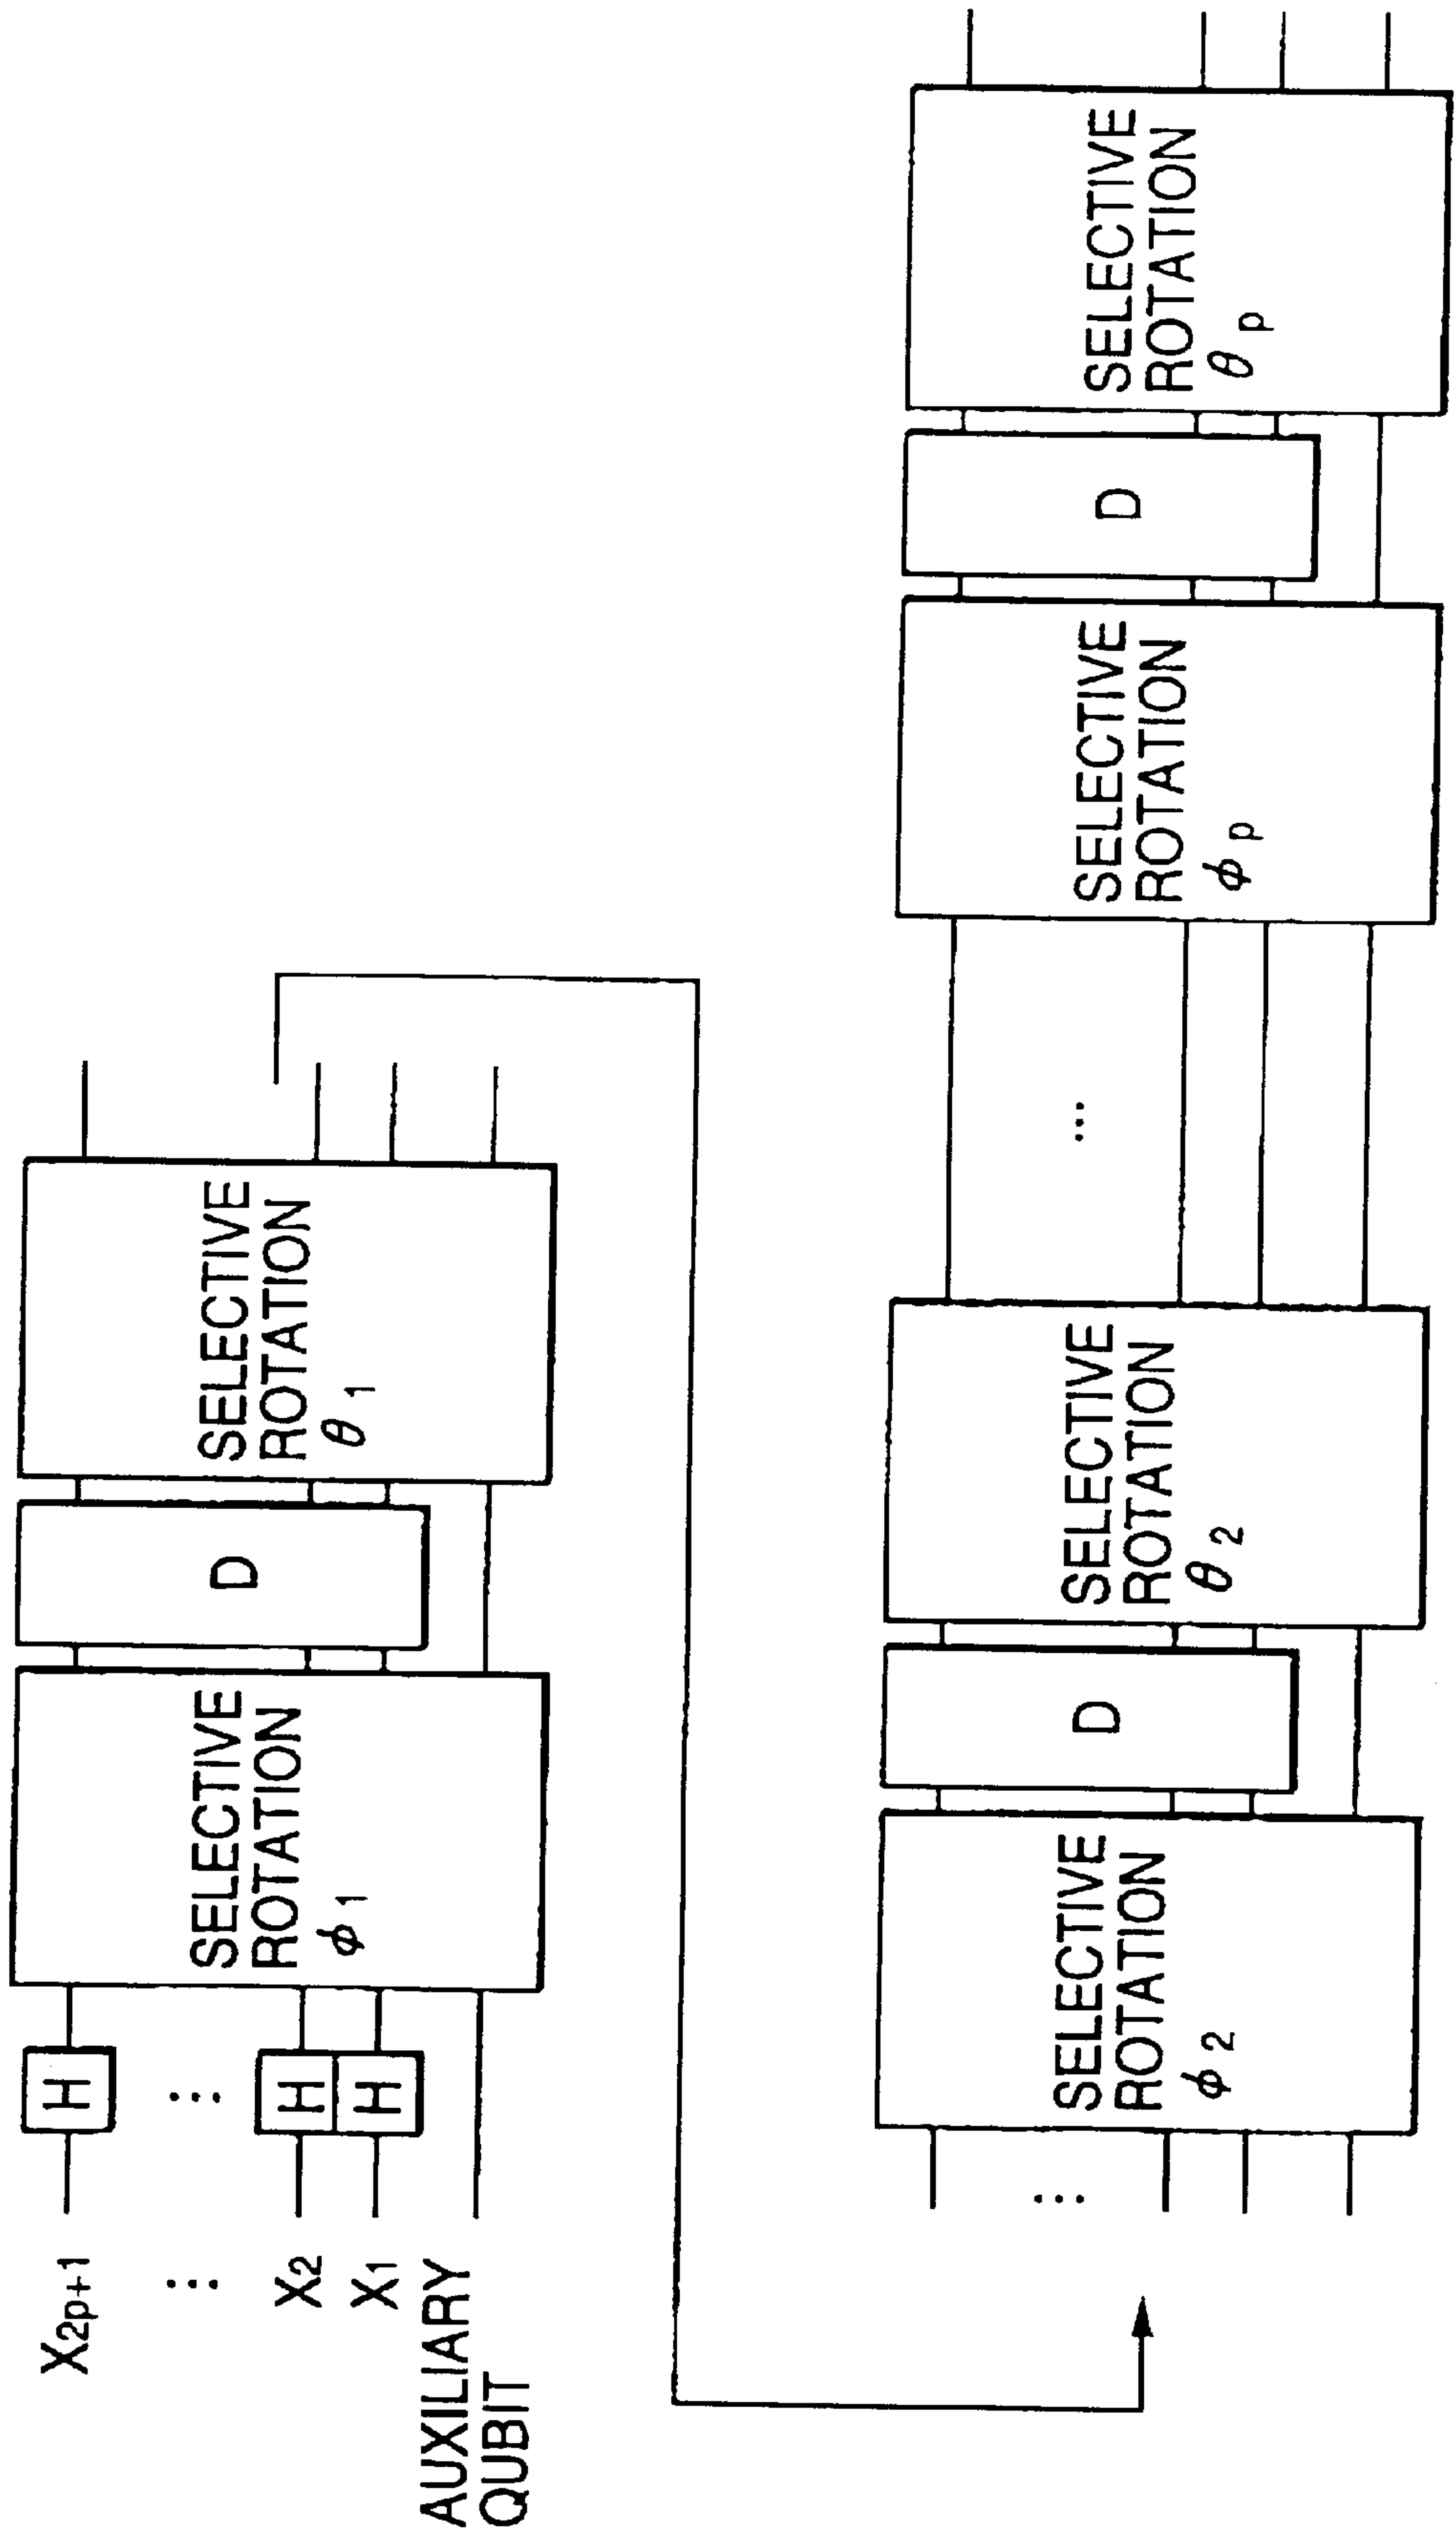 X2p+1
⋮
X2
X1
AUXILIARY
QUBIT
H
⋮
H
H
SELECTIVE
ROTATION
ϕ1
D
SELECTIVE
ROTATION
θ1
⋮
SELECTIVE
ROTATION
ϕ2
D
SELECTIVE
ROTATION
θ2
...
SELECTIVE
ROTATION
ϕp
D
SELECTIVE
ROTATION
θp